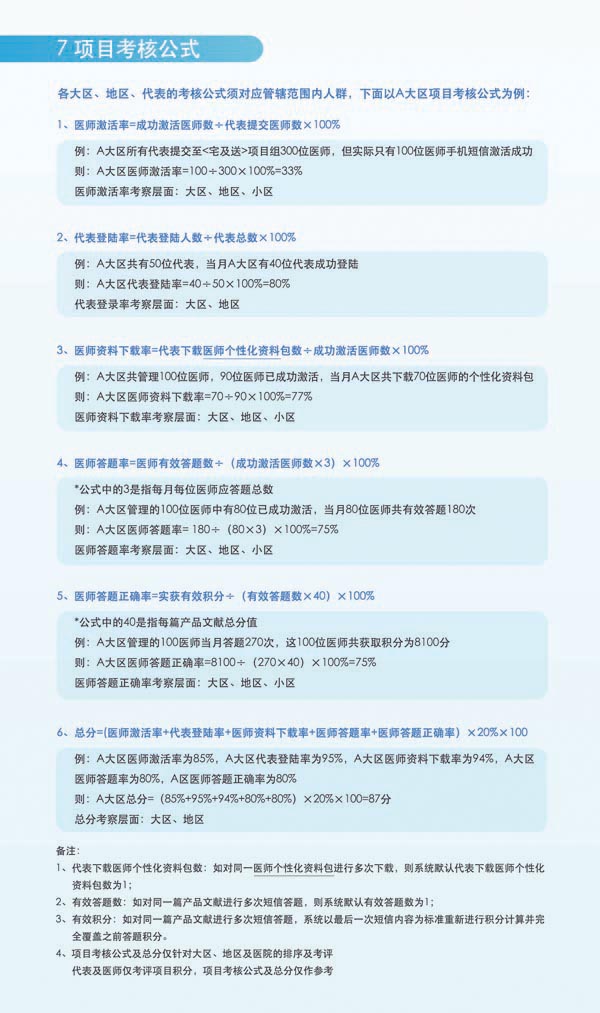 7 项目考核公式
各大区、地区、代表的考核公式须对应管辖范围内人群，下面以A大区项目考核公式为例：
1、医师激活率=成功激活医师数÷代表提交医师数×100%
例：A大区所有代表提交至<宅及送>项目组300位医师，但实际只有100位医师手机短信激活成功
则：A大区医师激活率=100÷300×100%=33%
医师激活率考察层面：大区、地区、小区
2、代表登陆率=代表登陆人数÷代表总数×100%
例：A大区共有50位代表，当月A大区有40位代表成功登陆
则：A大区代表登陆率=40÷50×100%=80%
代表登录率考察层面：大区、地区
3、医师资料下载率=代表下载医师个性化资料包数÷成功激活医师数×100%
例：A大区共管理100位医师，90位医师已成功激活，当月A大区共下载70位医师的个性化资料包
则：A大区医师资料下载率=70÷90×100%=77%
医师资料下载率考察层面：大区、地区、小区
4、医师答题率=医师有效答题数÷（成功激活医师数×3）×100%
*公式中的3是指每月每位医师应答题总数
例：A大区管理的100位医师中有80位已成功激活，当月80位医师共有效答题180次
则：A大区医师答题率= 180÷（80×3）×100%=75%
医师答题率考察层面：大区、地区、小区
5、医师答题正确率=实获有效积分÷（有效答题数×40）×100%
*公式中的40是指每篇产品文献总分值
例：A大区管理的100医师当月答题270次，这100位医师共获取积分为8100分
则：A大区医师答题正确率=8100÷（270×40）×100%=75%
医师答题正确率考察层面：大区、地区、小区
6、总分=(医师激活率+代表登陆率+医师资料下载率+医师答题率+医师答题正确率）×20%×100
例：A大区医师激活率为85%，A大区代表登陆率为95%，A大区医师资料下载率为94%，A大区
医师答题率为80%，A区医师答题正确率为80%
则：A大区总分=（85%+95%+94%+80%+80%）×20%×100=87分
总分考察层面：大区、地区
备注：
1、代表下载医师个性化资料包数：如对同一医师个性化资料包进行多次下载，则系统默认代表下载医师个性化
资料包数为1；
2、有效答题数：如对同一篇产品文献进行多次短信答题，则系统默认有效答题数为1；
3、有效积分：如对同一篇产品文献进行多次短信答题，系统以最后一次短信内容为标准重新进行积分计算并完
全覆盖之前答题积分。
4、项目考核公式及总分仅针对大区、地区及医院的排序及考评
代表及医师仅考评项目积分，项目考核公式及总分仅作参考